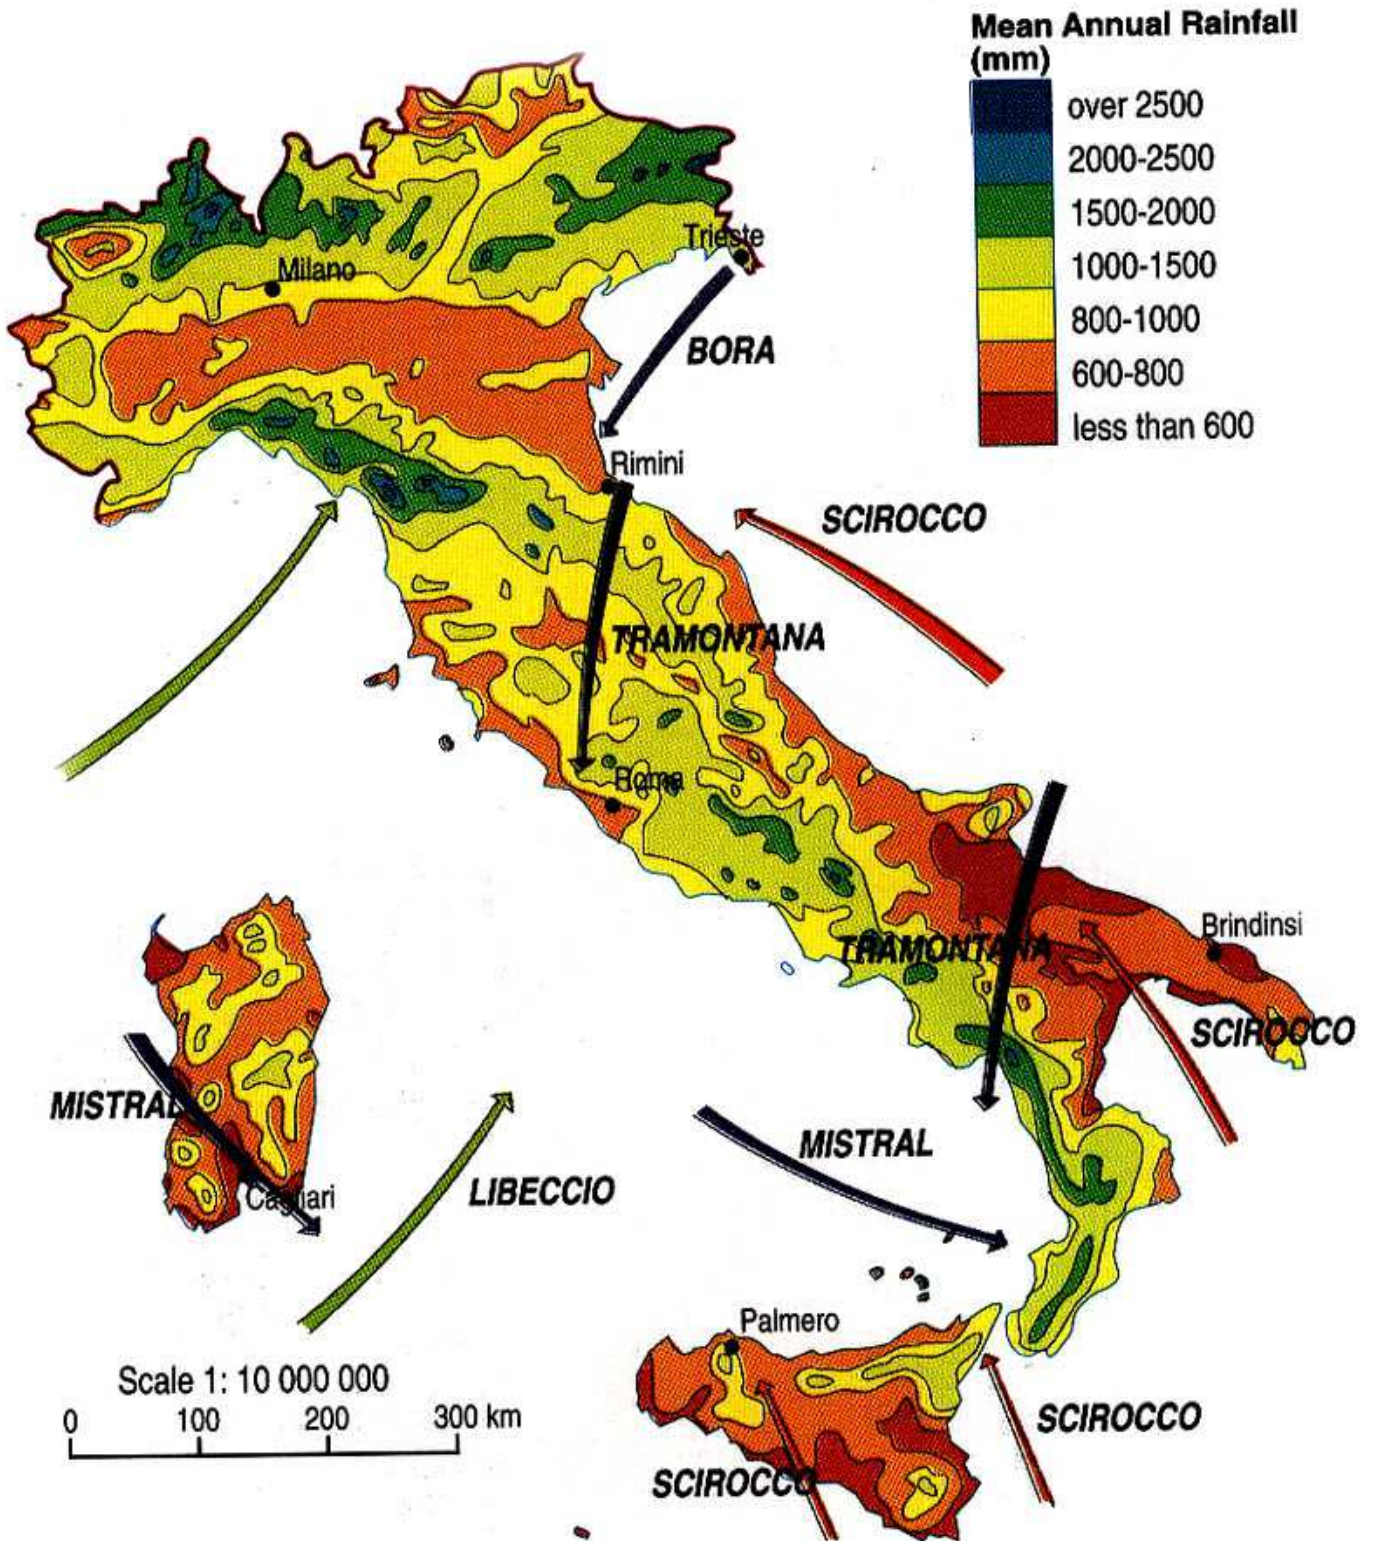 Mean Annual Rainfall
(mm)
over 2500
2000-2500
1500-2000
1000-1500
800-1000
600-800
less than 600
Trieste
Milano
BORA
Rimini
SCIROCCO
TRAMONTANA
Roma
Brindinsi
TRAMONTANA
SCIROCCO
MISTRAL
MISTRAL
LIBECCIO
Cagliari
Palmero
Scale 1: 10 000 000
0 100 200 300 km
SCIROCCO
SCIROCCO